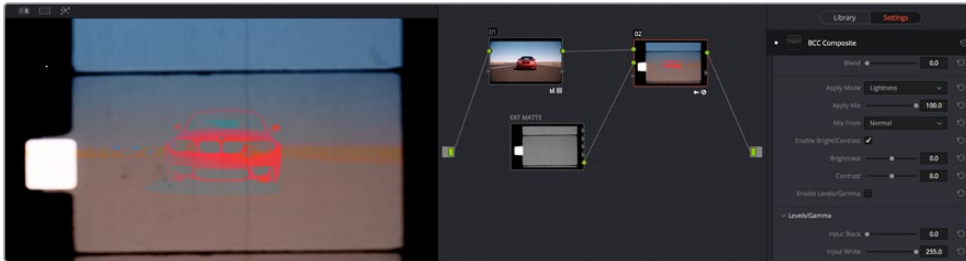 01
02
EXT MATTE
Library
Settings
BCC Composite
Blend 0.0
Apply Mode Lightness
Apply Mix 100.0
Mix From Normal
Enable Bright/Contrast
Brightness 0.0
Contrast 0.0
Enable Levels/Gamma
Levels/Gamma
Input Black 0.0
Input White 255.0